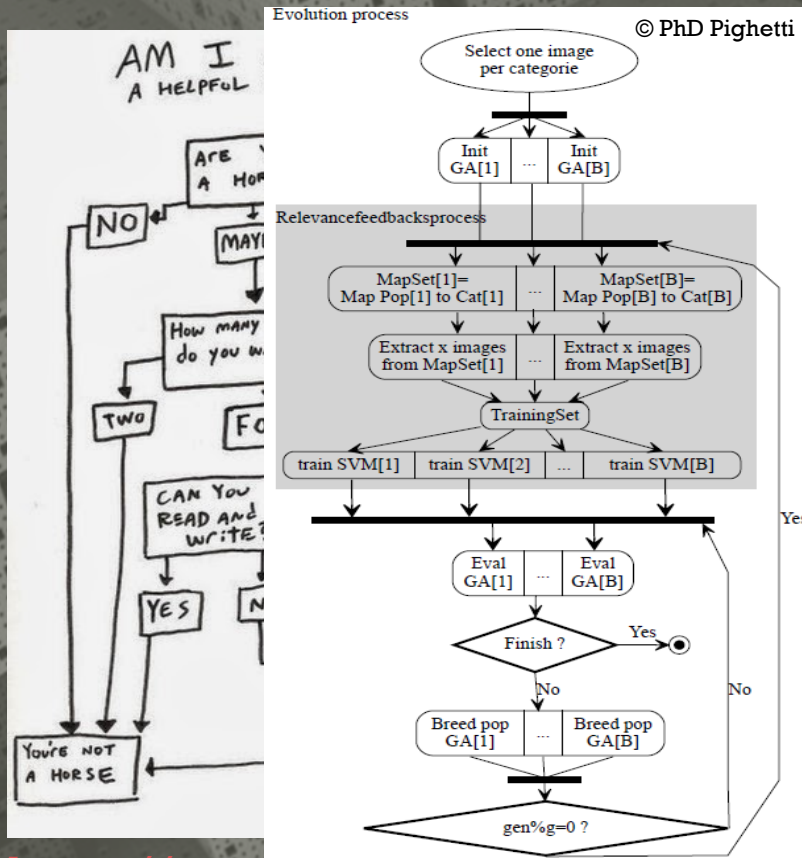 AM I
A HELPFUL
ARE
A HOR
NO
MAY
HOW MANY
do you w
TWO
FO
CAN YOU
READ AND
WRITE?
YES
N
YOU'RE NOT
A HORSE
Evolution process
© PhD Pighetti
Select one image
per categorie
Init
GA[1]
...
Init
GA[B]
Relevancefeedbacksprocess
MapSet[1]=
Map Pop[1] to Cat[1]
...
MapSet[B]=
Map Pop[B] to Cat[B]
Extract x images
from MapSet[1]
...
Extract x images
from MapSet[B]
TrainingSet
train SVM[1]
train SVM[2]
...
train SVM[B]
Yes
Eval
GA[1]
...
Eval
GA[B]
Finish ?
Yes
No
No
Breed pop
GA[1]
...
Breed pop
GA[B]
gen%g=0 ?